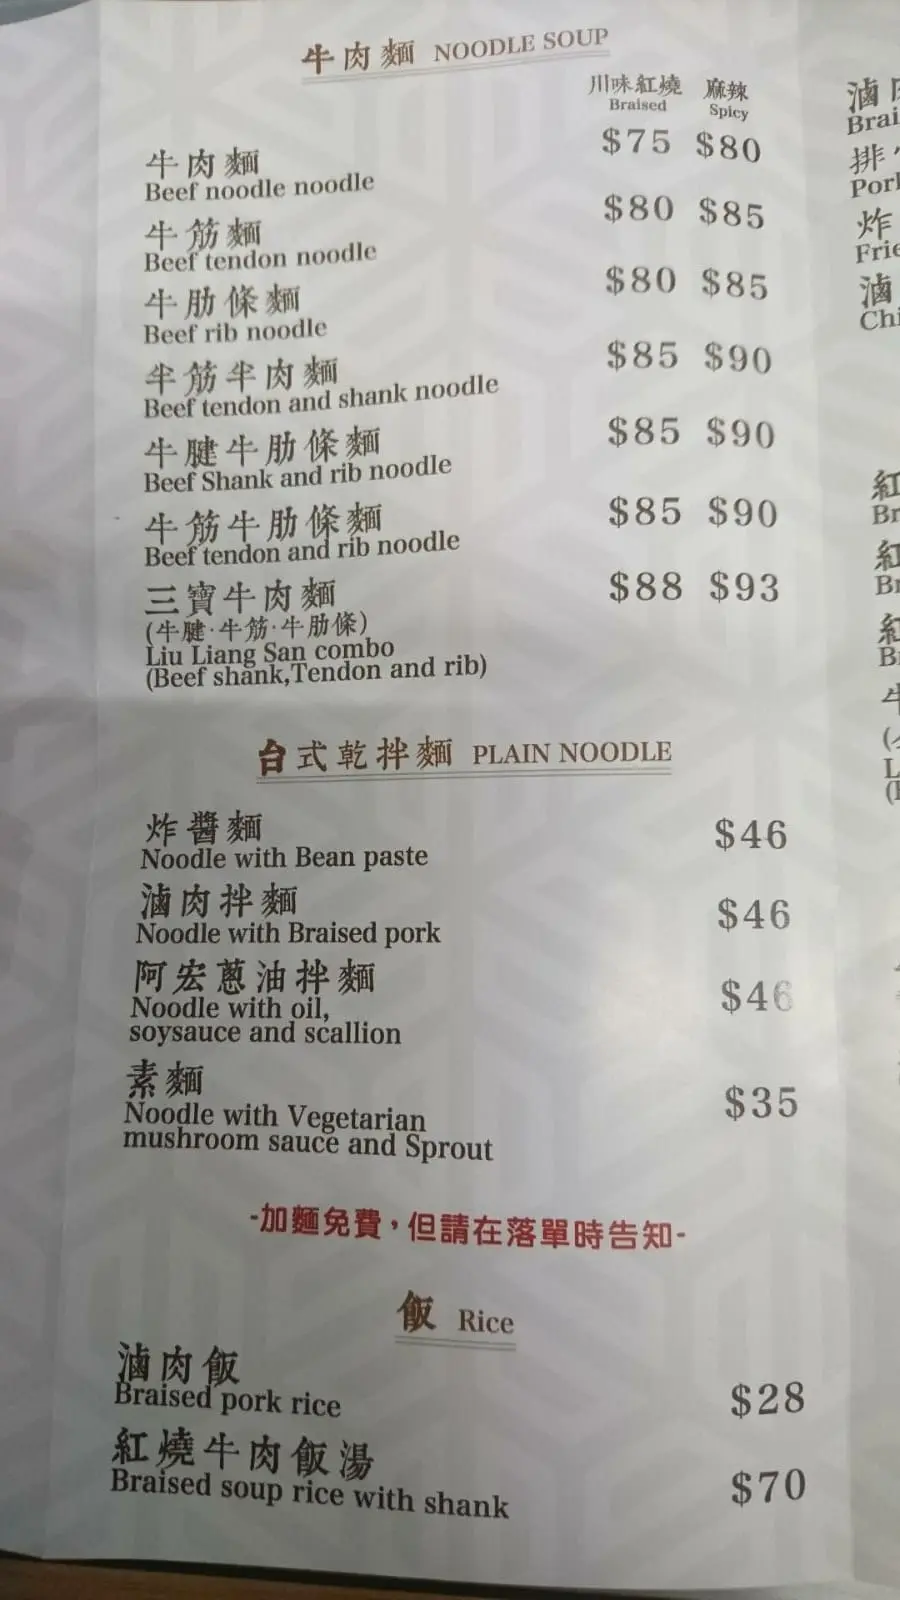 牛肉麵 NOODLE SOUP
川味紅燒 麻辣
Braised Spicy
牛肉麵 $75 $80
Beef noodle noodle
牛筋麵 $80 $85
Beef tendon noodle
牛肋條麵 $80 $85
Beef rib noodle
半筋半肉麵 $85 $90
Beef tendon and shank noodle
牛腱牛肋條麵 $85 $90
Beef Shank and rib noodle
牛筋牛肋條麵 $85 $90
Beef tendon and rib noodle
三寶牛肉麵 $88 $93
(牛腱·牛筋·牛肋條)
Liu Liang San combo
(Beef shank,Tendon and rib)
台式乾拌麵 PLAIN NOODLE
炸醬麵 $46
Noodle with Bean paste
滷肉拌麵 $46
Noodle with Braised pork
阿宏蔥油拌麵 $46
Noodle with oil,
soysauce and scallion
素麵 $35
Noodle with Vegetarian
mushroom sauce and Sprout
-加麵免費，但請在落單時告知-
飯 Rice
滷肉飯 $28
Braised pork rice
紅燒牛肉飯湯 $70
Braised soup rice with shank
滷
排
炸
滷
紅
紅
紅
牛